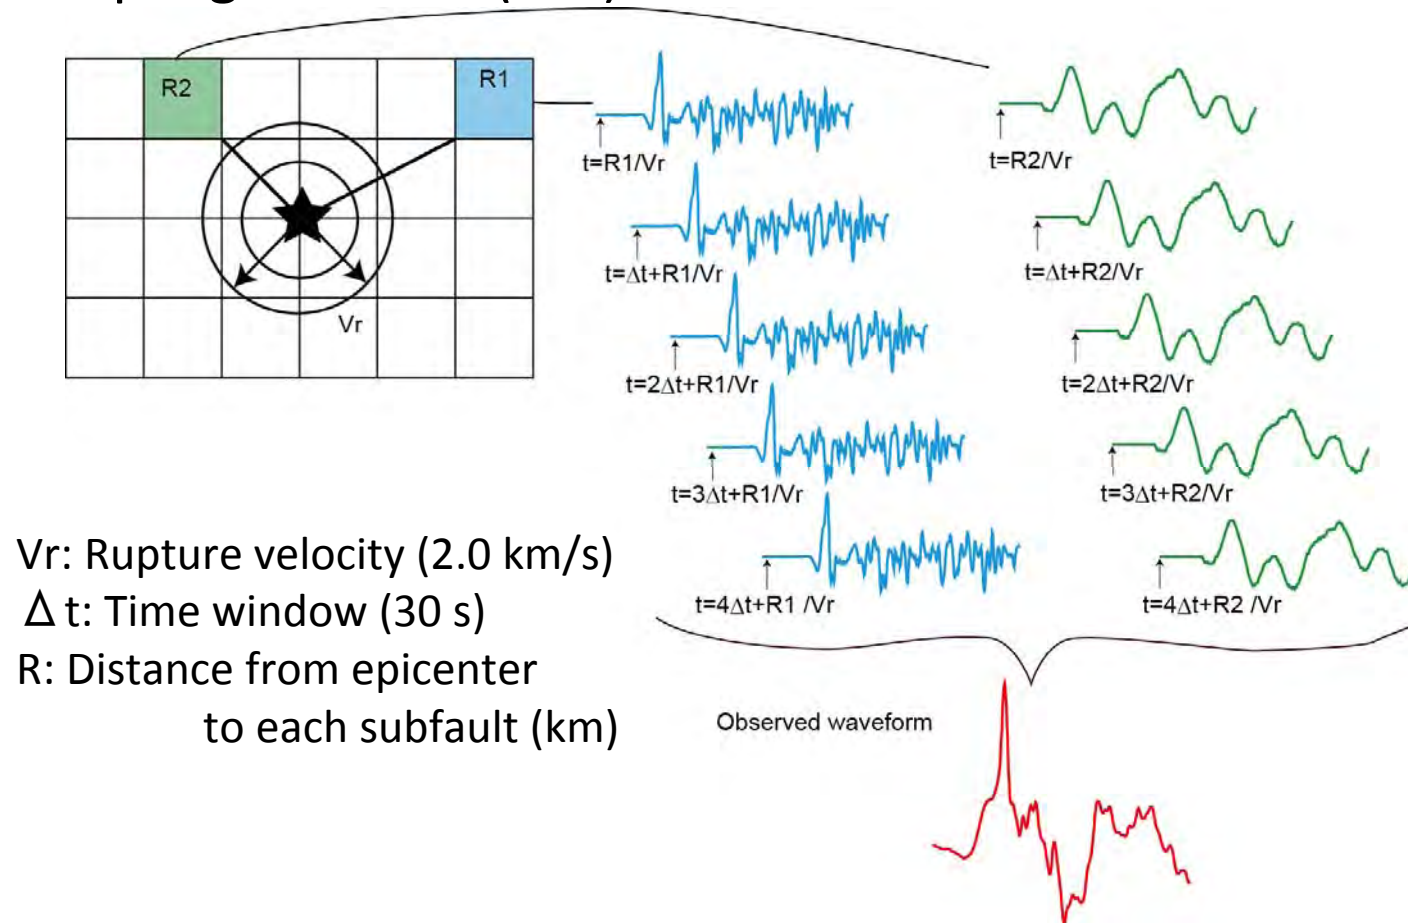 R2
R1
Vr
t=R1/Vr
t=Δt+R1/Vr
t=2Δt+R1/Vr
t=3Δt+R1/Vr
t=4Δt+R1 /Vr
t=R2/Vr
t=Δt+R2/Vr
t=2Δt+R2/Vr
t=3Δt+R2/Vr
t=4Δt+R2 /Vr
Vr: Rupture velocity (2.0 km/s)
Δt: Time window (30 s)
R: Distance from epicenter
to each subfault (km)
Observed waveform